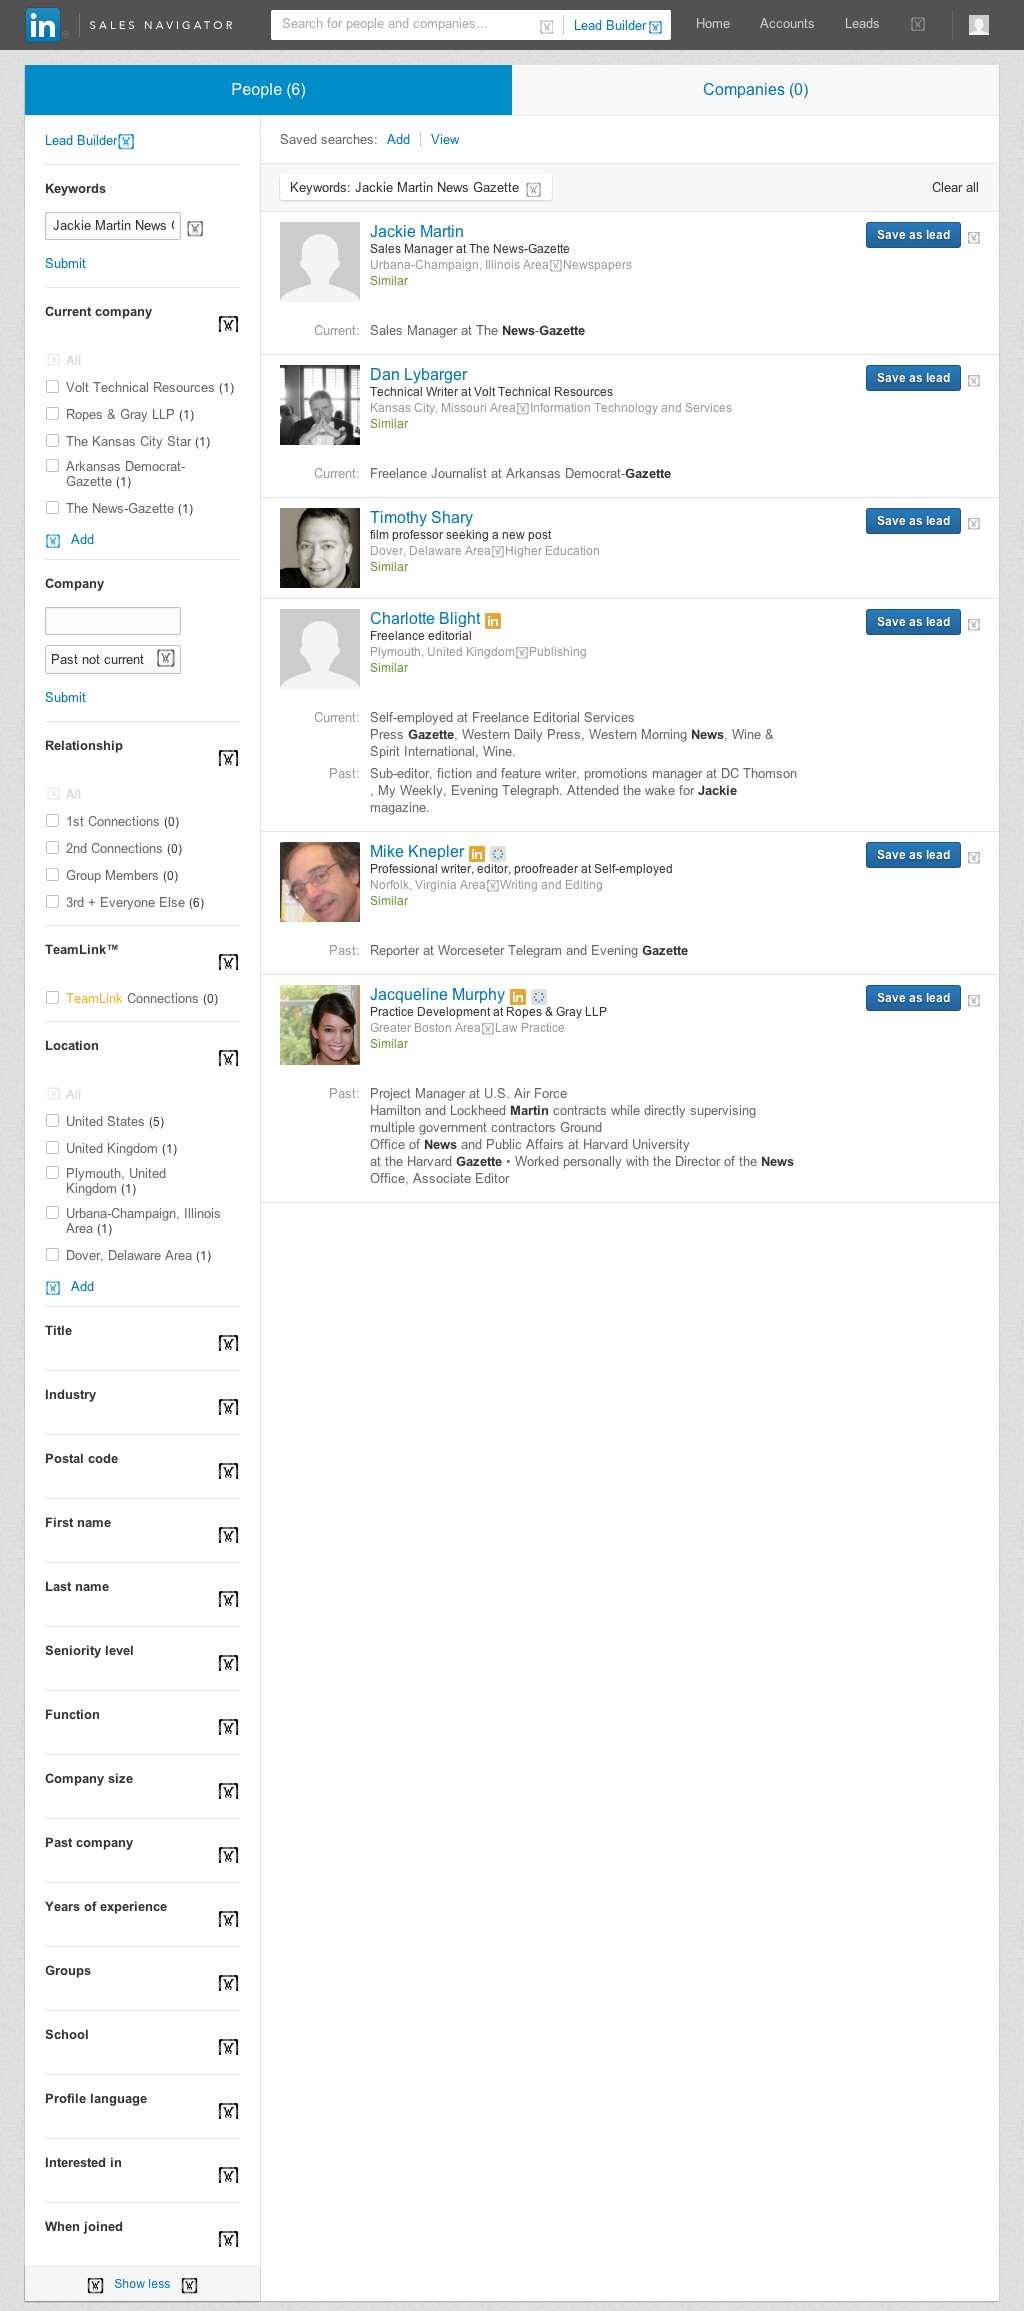 in
SALES NAVIGATOR
Search for people and companies...
Lead Builder
Home
Accounts
Leads
People (6)
Companies (0)
Lead Builder
Keywords
Jackie Martin News
Submit
Current company
All
Volt Technical Resources (1)
Ropes & Gray LLP (1)
The Kansas City Star (1)
Arkansas Democrat-
Gazette (1)
The News-Gazette (1)
Add
Company
Past not current
Submit
Relationship
All
1st Connections (0)
2nd Connections (0)
Group Members (0)
3rd + Everyone Else (6)
TeamLink™
TeamLink Connections (0)
Location
All
United States (5)
United Kingdom (1)
Plymouth, United
Kingdom (1)
Urbana-Champaign, Illinois
Area (1)
Dover, Delaware Area (1)
Add
Title
Industry
Postal code
First name
Last name
Seniority level
Function
Company size
Past company
Years of experience
Groups
School
Profile language
Interested in
When joined
Show less
Saved searches: Add View
Keywords: Jackie Martin News Gazette
Clear all
Jackie Martin
Save as lead
Sales Manager at The News-Gazette
Urbana-Champaign, Illinois Area Newspapers
Similar
Current: Sales Manager at The News-Gazette
Dan Lybarger
Save as lead
Technical Writer at Volt Technical Resources
Kansas City, Missouri Area Information Technology and Services
Similar
Current: Freelance Journalist at Arkansas Democrat-Gazette
Timothy Shary
Save as lead
film professor seeking a new post
Dover, Delaware Area Higher Education
Similar
Charlotte Blight in
Save as lead
Freelance editorial
Plymouth, United Kingdom Publishing
Similar
Current: Self-employed at Freelance Editorial Services
Press Gazette, Western Daily Press, Western Morning News, Wine &
Spirit International, Wine.
Past: Sub-editor, fiction and feature writer, promotions manager at DC Thomson
, My Weekly, Evening Telegraph. Attended the wake for Jackie
magazine.
Mike Knepler in
Save as lead
Professional writer, editor, proofreader at Self-employed
Norfolk, Virginia Area Writing and Editing
Similar
Past: Reporter at Worceseter Telegram and Evening Gazette
Jacqueline Murphy in
Save as lead
Practice Development at Ropes & Gray LLP
Greater Boston Area Law Practice
Similar
Past: Project Manager at U.S. Air Force
Hamilton and Lockheed Martin contracts while directly supervising
multiple government contractors Ground
Office of News and Public Affairs at Harvard University
at the Harvard Gazette • Worked personally with the Director of the News
Office, Associate Editor